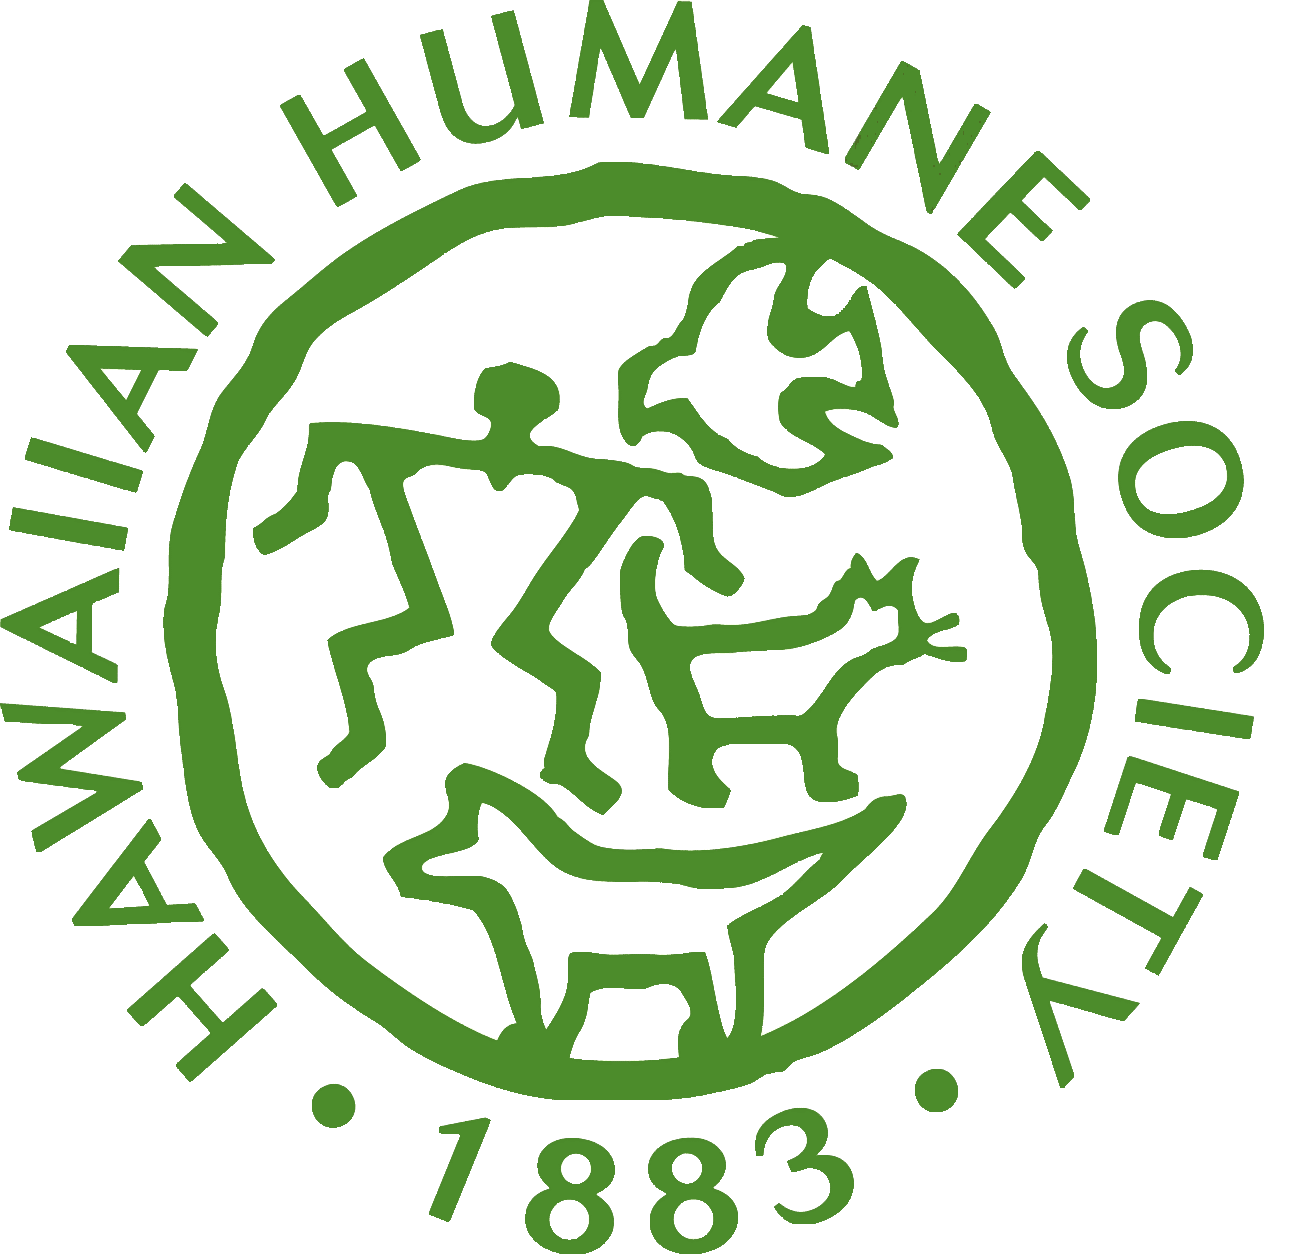 HAWAIIAN HUMANE SOCIETY
• 1883 •